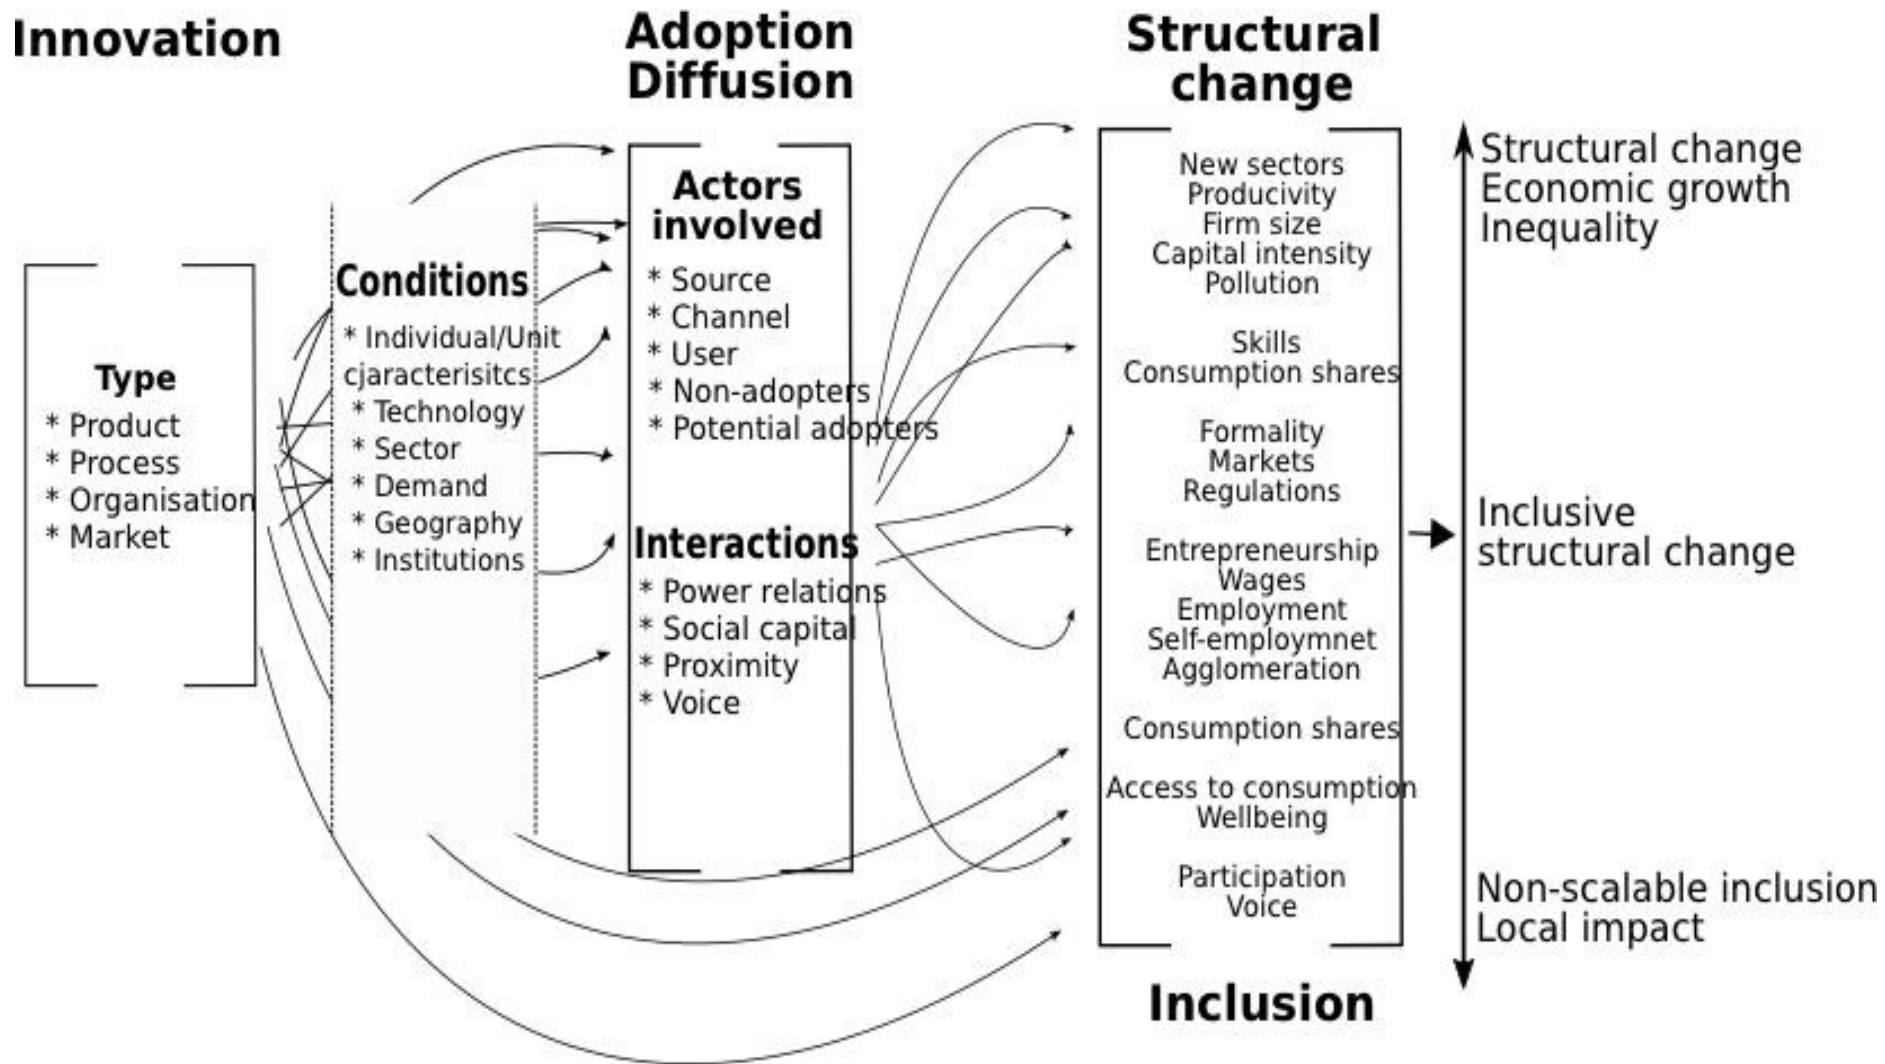 Innovation
Adoption
Diffusion
Structural
change
Type
* Product
* Process
* Organisation
* Market
Conditions
* Individual/Unit
cjaracterisitcs
* Technology
* Sector
* Demand
* Geography
* Institutions
Actors
involved
* Source
* Channel
* User
* Non-adopters
* Potential adopters
Interactions
* Power relations
* Social capital
* Proximity
* Voice
New sectors
Producivity
Firm size
Capital intensity
Pollution
Skills
Consumption shares
Formality
Markets
Regulations
Entrepreneurship
Wages
Employment
Self-employmnet
Agglomeration
Consumption shares
Access to consumption
Wellbeing
Participation
Voice
Inclusion
Structural change
Economic growth
Inequality
Inclusive
structural change
Non-scalable inclusion
Local impact